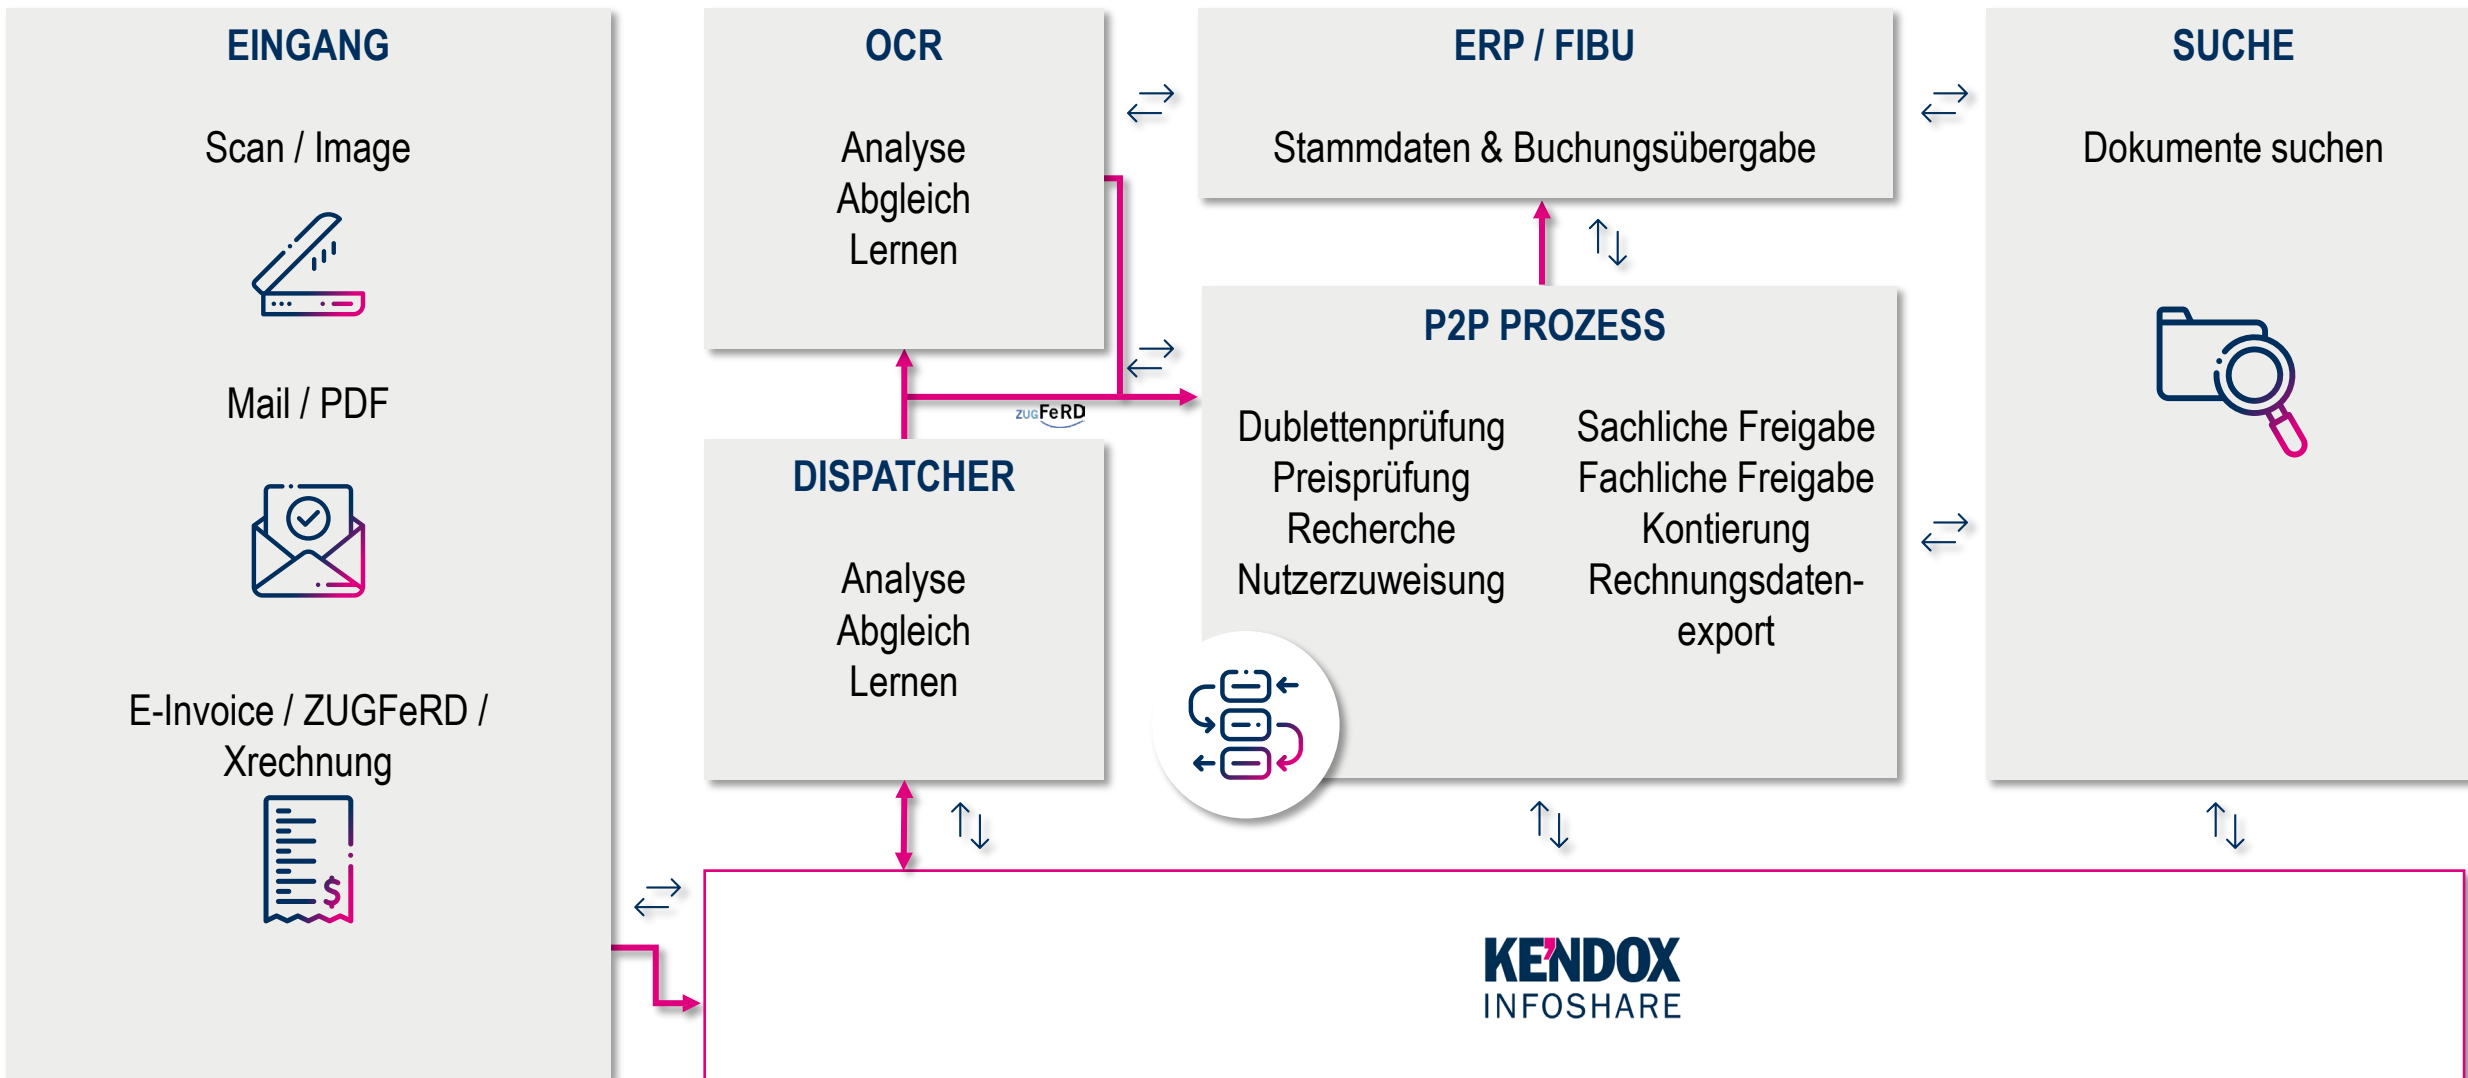 EINGANG
Scan / Image
Mail / PDF
E-Invoice / ZUGFeRD /
Xrechnung
$
OCR
Analyse
Abgleich
Lernen
ZUGFeRD
DISPATCHER
Analyse
Abgleich
Lernen
ERP / FIBU
Stammdaten & Buchungsübergabe
P2P PROZESS
Dublettenprüfung
Preisprüfung
Recherche
Nutzerzuweisung
Sachliche Freigabe
Fachliche Freigabe
Kontierung
Rechnungsdaten-
export
SUCHE
Dokumente suchen
KENDOX
INFOSHARE